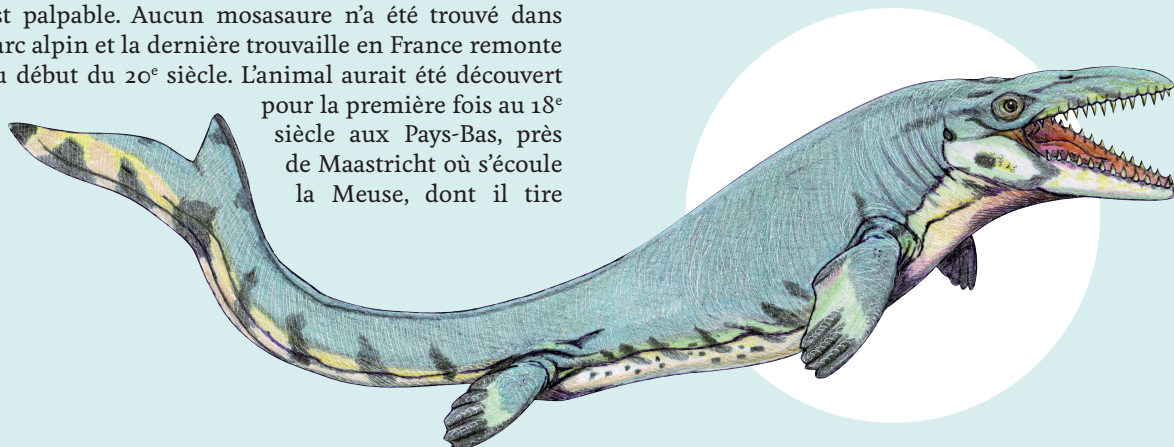 st palpable. Aucun mosasaure n’a été trouvé dans
arc alpin et la dernière trouvaille en France remonte
u début du 20e siècle. L’animal aurait été découvert
pour la première fois au 18e
siècle aux Pays-Bas, près
de Maastricht où s’écoule
la Meuse, dont il tire